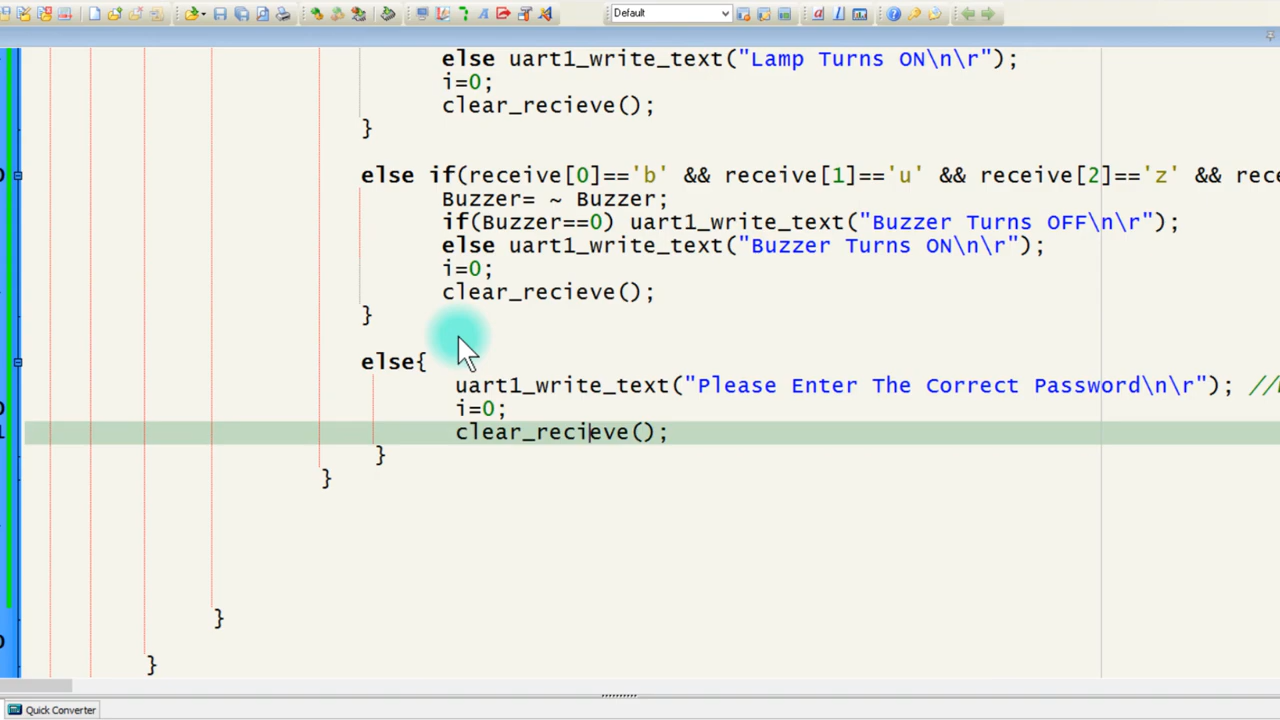 Default
else uart1_write_text("Lamp Turns ON\n\r");
i=0;
clear_recieve();
}
else if(receive[0]=='b' && receive[1]=='u' && receive[2]=='z' && rece
Buzzer= ~ Buzzer;
if(Buzzer==0) uart1_write_text("Buzzer Turns OFF\n\r");
else uart1_write_text("Buzzer Turns ON\n\r");
i=0;
clear_recieve();
}
else{
uart1_write_text("Please Enter The Correct Password\n\r"); //
i=0;
clear_recieve();
}
}
}
}
Quick Converter